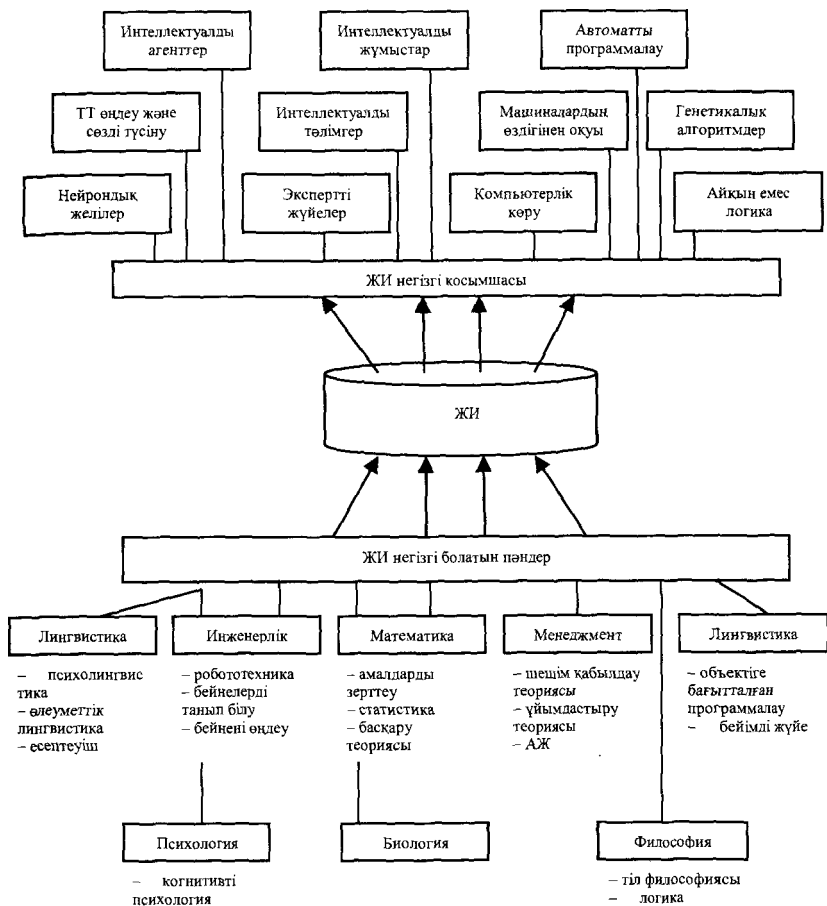 Интеллектуалды
агенттер
Интеллектуалды
жұмыстар
Автоматты
программалау
ТТ өңдеу және
сөзді түсіну
Интеллектуалды
тәлімгер
Машиналардың
өздігінен оқуы
Генетикалық
алгоритмдер
Нейрондық
желілер
Экспертті
жүйелер
Компьютерлік
көру
Айқын емес
логика
ЖИ негізгі қосымшасы
ЖИ
ЖИ негізгі болатын пәндер
Лингвистика
– психолингвис
тика
– әлеуметтік
лингвистика
– есептеуіш
Инженерлік
– робототехника
– бейнелерді
танып білу
– бейнені өңдеу
Математика
– амалдарды
зерттеу
– статистика
– басқару
теориясы
Менеджмент
– шешім қабылдау
теориясы
– ұйымдастыру
теориясы
– АЖ
Лингвистика
– объектіге
бағытталған
программалау
– бейімді жүйе
Психология
– когнитивті
психология
Биология
Философия
– тіл философиясы
– логика